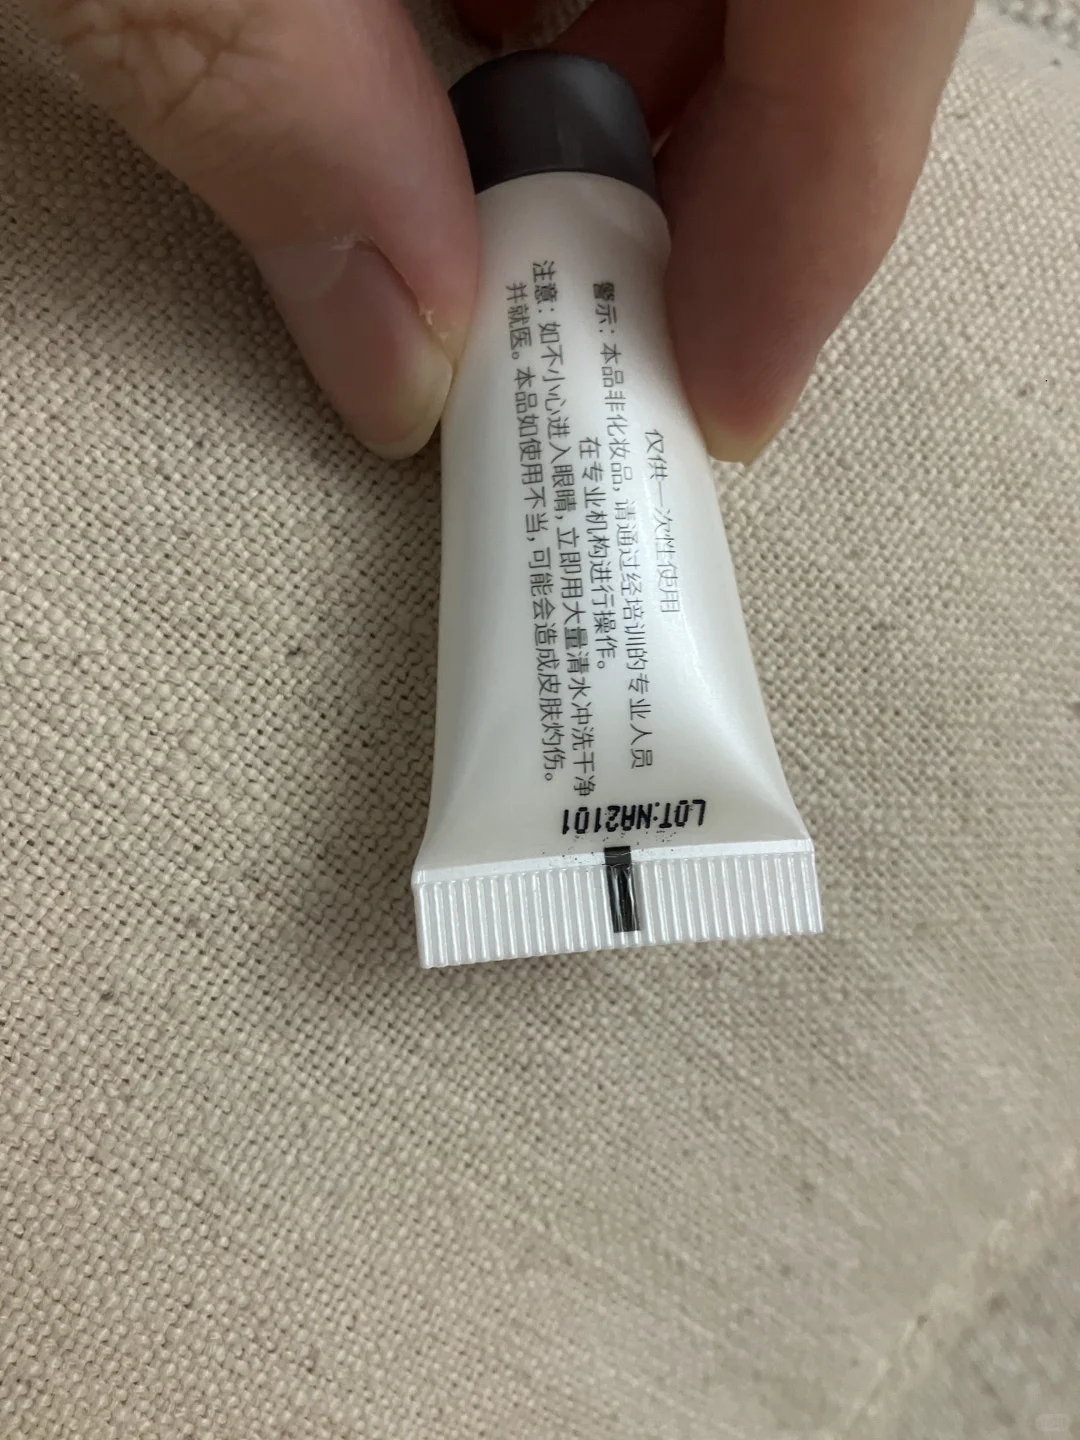 仅供一次性使用
警示：本品非化妆品，请通过经培训的专业人员
在专业机构进行操作。
注意：如不小心进入眼睛，立即用大量清水冲洗干净
并就医。本品如使用不当，可能会造成皮肤灼伤。
LOT:NA2101